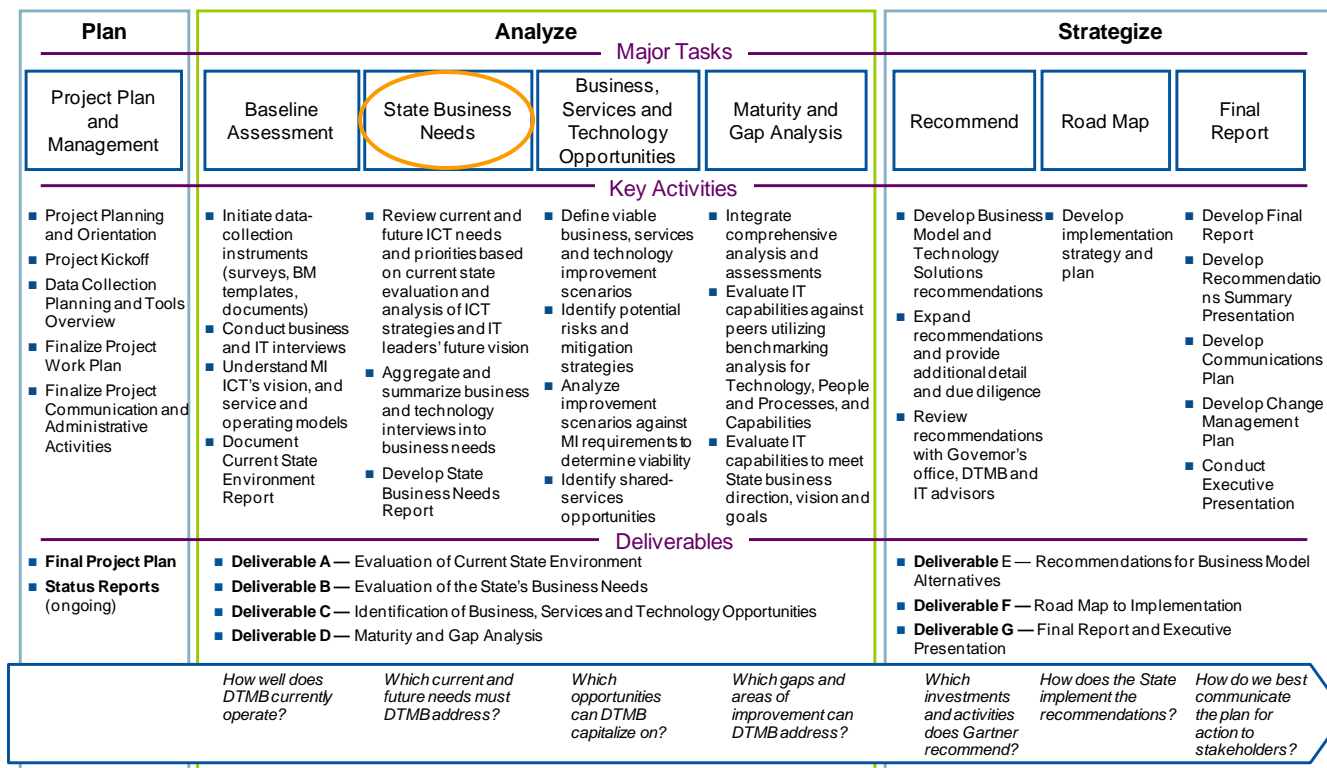 Plan
Analyze
Strategize
Major Tasks
Project Plan
and
Management
Baseline
Assessment
State Business
Needs
Business,
Services and
Technology
Opportunities
Maturity and
Gap Analysis
Recommend
Road Map
Final
Report
Key Activities
■ Project Planning
and Orientation
■ Project Kickoff
■ Data Collection
Planning and Tools
Overview
■ Finalize Project
Work Plan
■ Finalize Project
Communication and
Administrative
Activities
■ Initiate data-
collection
instruments
(surveys, BM
templates,
documents)
■ Conduct business
and IT interviews
■ Understand MI
ICT's vision, and
service and
operating models
■ Document
Current State
Environment
Report
■ Review current and
future ICT needs
and priorities based
on current state
evaluation and
analysis of ICT
strategies and IT
leaders' future vision
■ Aggregate and
summarize business
and technology
interviews into
business needs
■ Develop State
Business Needs
Report
■ Define viable
business, services
and technology
improvement
scenarios
■ Identify potential
risks and
mitigation
strategies
■ Analyze
improvement
scenarios against
MI requirements to
determine viability
■ Identify shared-
services
opportunities
■ Integrate
comprehensive
analysis and
assessments
■ Evaluate IT
capabilities against
peers utilizing
benchmarking
analysis for
Technology, People
and Processes, and
Capabilities
■ Evaluate IT
capabilities to meet
State business
direction, vision and
goals
■ Develop Business
Model and
Technology
Solutions
recommendations
■ Expand
recommendations
and provide
additional detail
and due diligence
■ Review
recommendations
with Governor's
office, DTMB and
IT advisors
■ Develop
implementation
strategy and
plan
■ Develop Final
Report
■ Develop
Recommendatio
ns Summary
Presentation
■ Develop
Communications
Plan
■ Develop Change
Management
Plan
■ Conduct
Executive
Presentation
Deliverables
■ Final Project Plan
■ Status Reports
(ongoing)
■ Deliverable A — Evaluation of Current State Environment
■ Deliverable B — Evaluation of the State's Business Needs
■ Deliverable C — Identification of Business, Services and Technology Opportunities
■ Deliverable D — Maturity and Gap Analysis
■ Deliverable E — Recommendations for Business Model
Alternatives
■ Deliverable F — Road Map to Implementation
■ Deliverable G — Final Report and Executive
Presentation
How well does
DTMB currently
operate?
Which current and
future needs must
DTMB address?
Which
opportunities
can DTMB
capitalize on?
Which gaps and
areas of
improvement can
DTMB address?
Which
investments
and activities
does Gartner
recommend?
How does the State
implement the
recommendations?
How do we best
communicate
the plan for
action to
stakeholders?